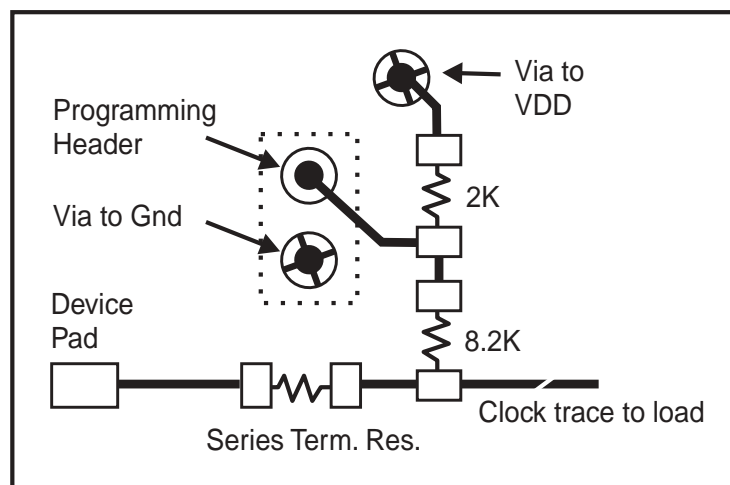 Via to
VDD
Programming
Header
2K
Via to Gnd
Device
Pad
8.2K
Clock trace to load
Series Term. Res.